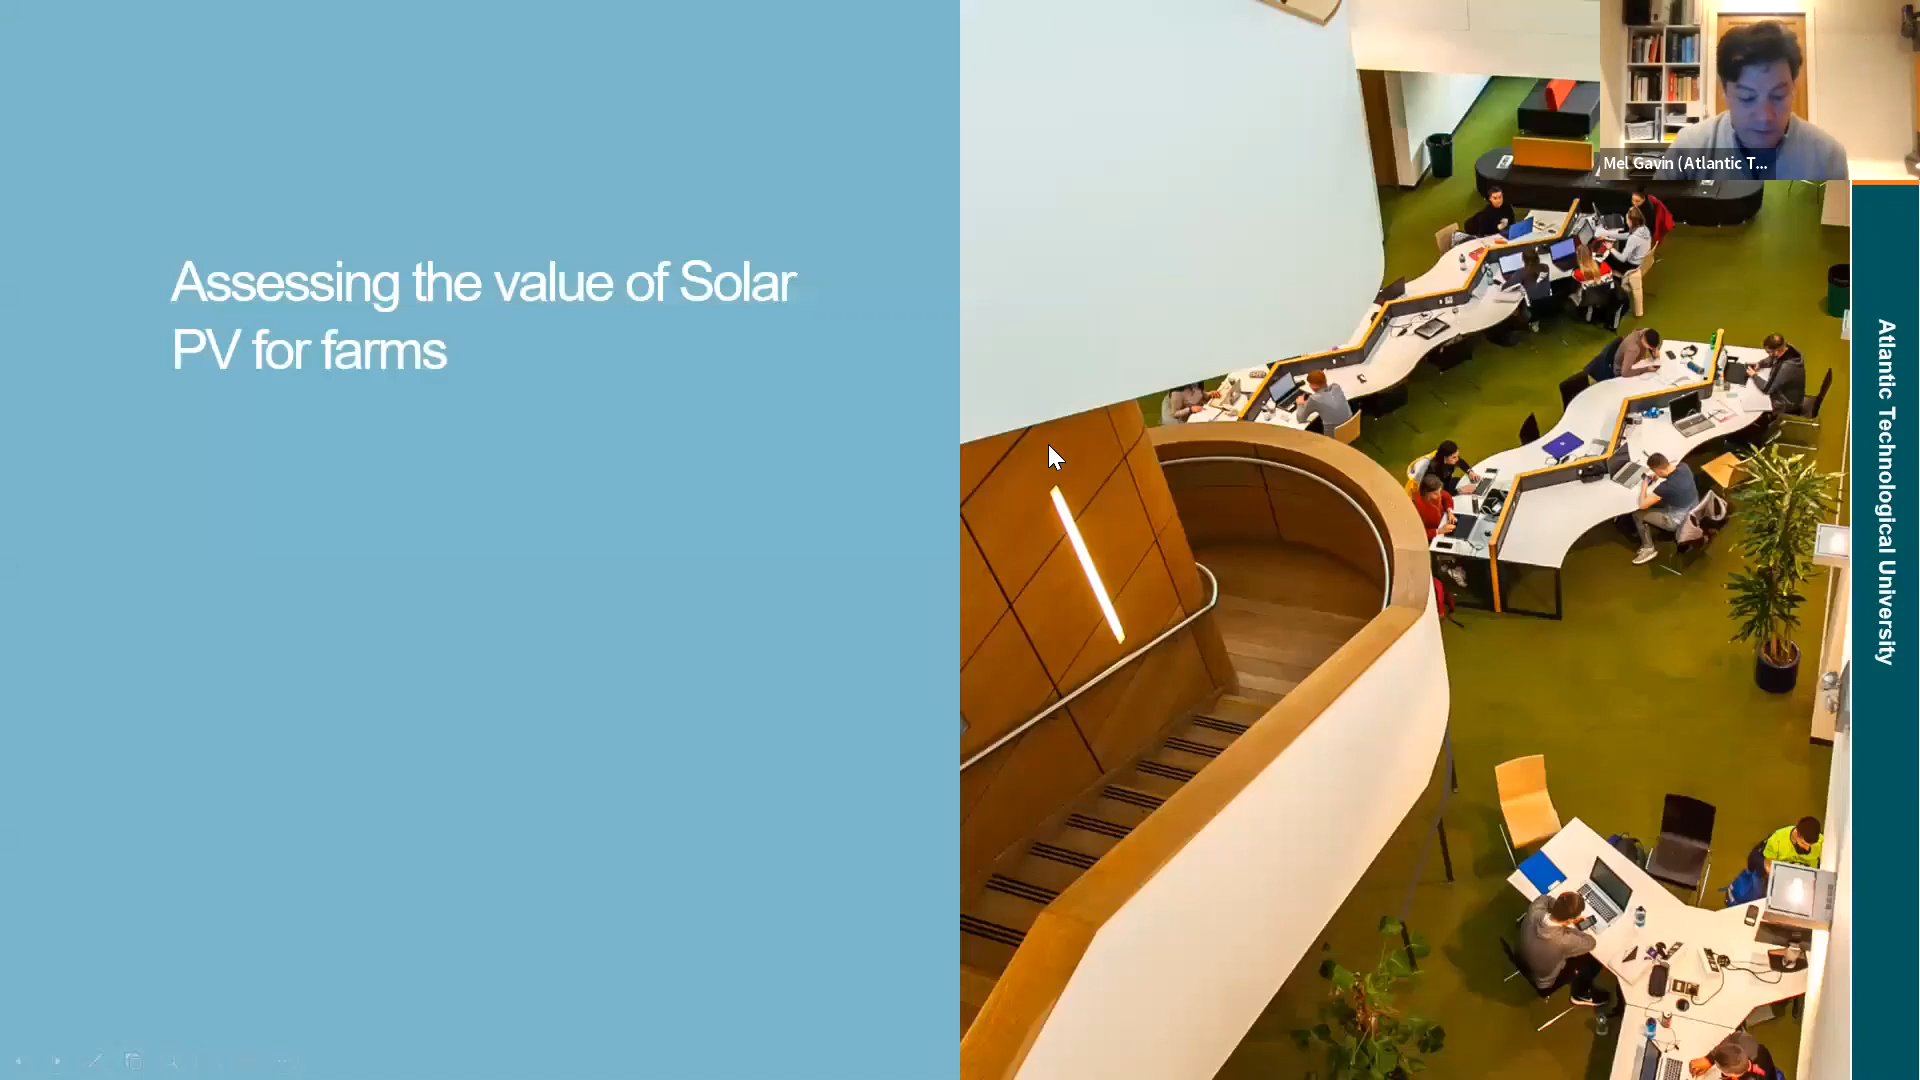 Assessing the value of Solar
PV for farms
Mel Gavin (Atlantic T...
Atlantic Technological University